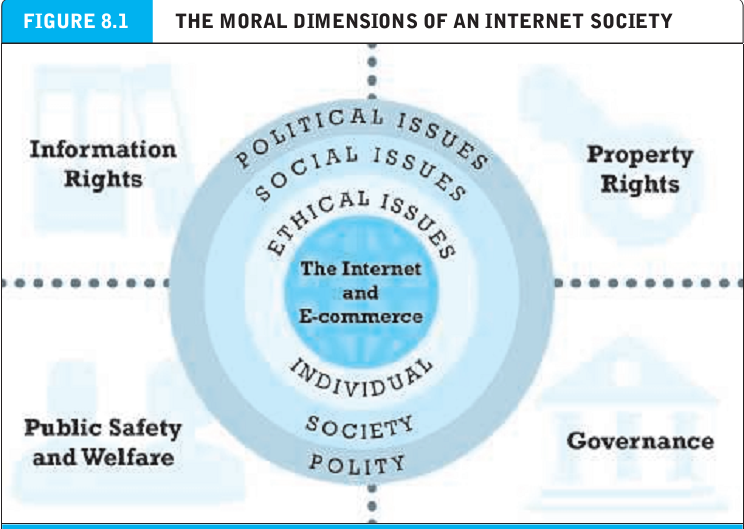 FIGURE 8.1 THE MORAL DIMENSIONS OF AN INTERNET SOCIETY
Information
Rights
Property
Rights
POLITICAL ISSUES
SOCIAL ISSUES
ETHICAL ISSUES
The Internet
and
E-commerce
INDIVIDUAL
SOCIETY
POLITY
Public Safety
and Welfare
Governance